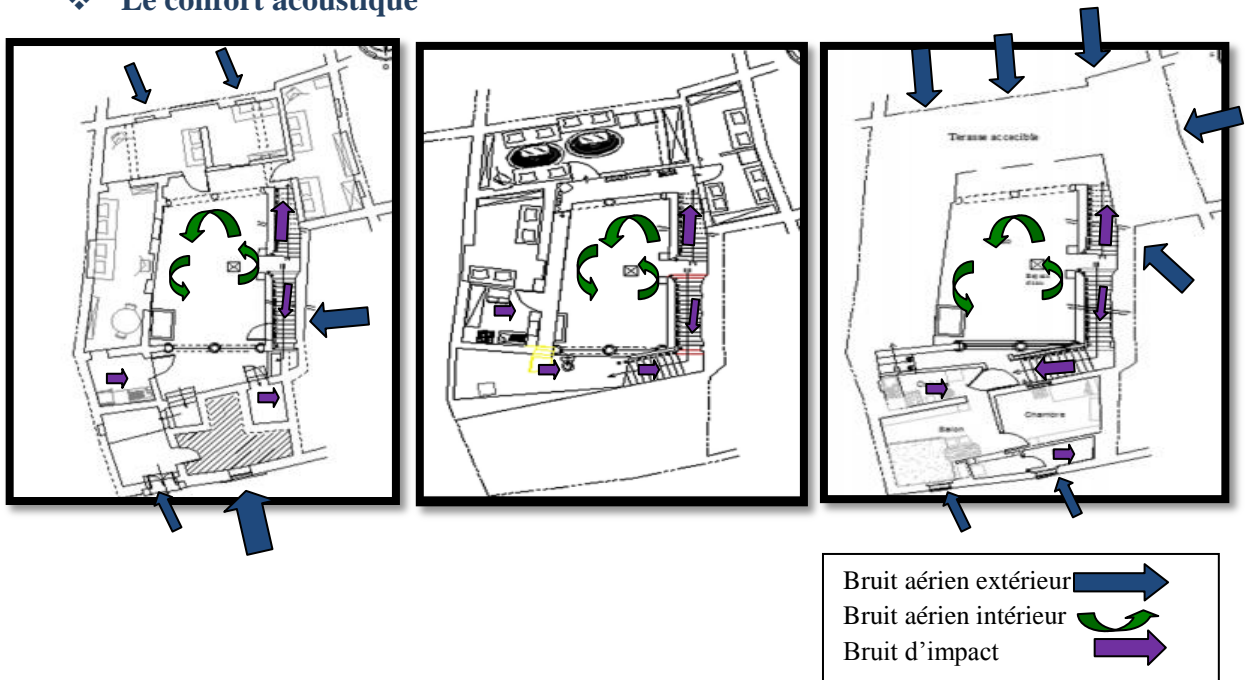 ❖ Le confort acoustique
Terasse accecible
Chambre
Salon
Bruit aérien extérieur
Bruit aérien intérieur
Bruit d'impact